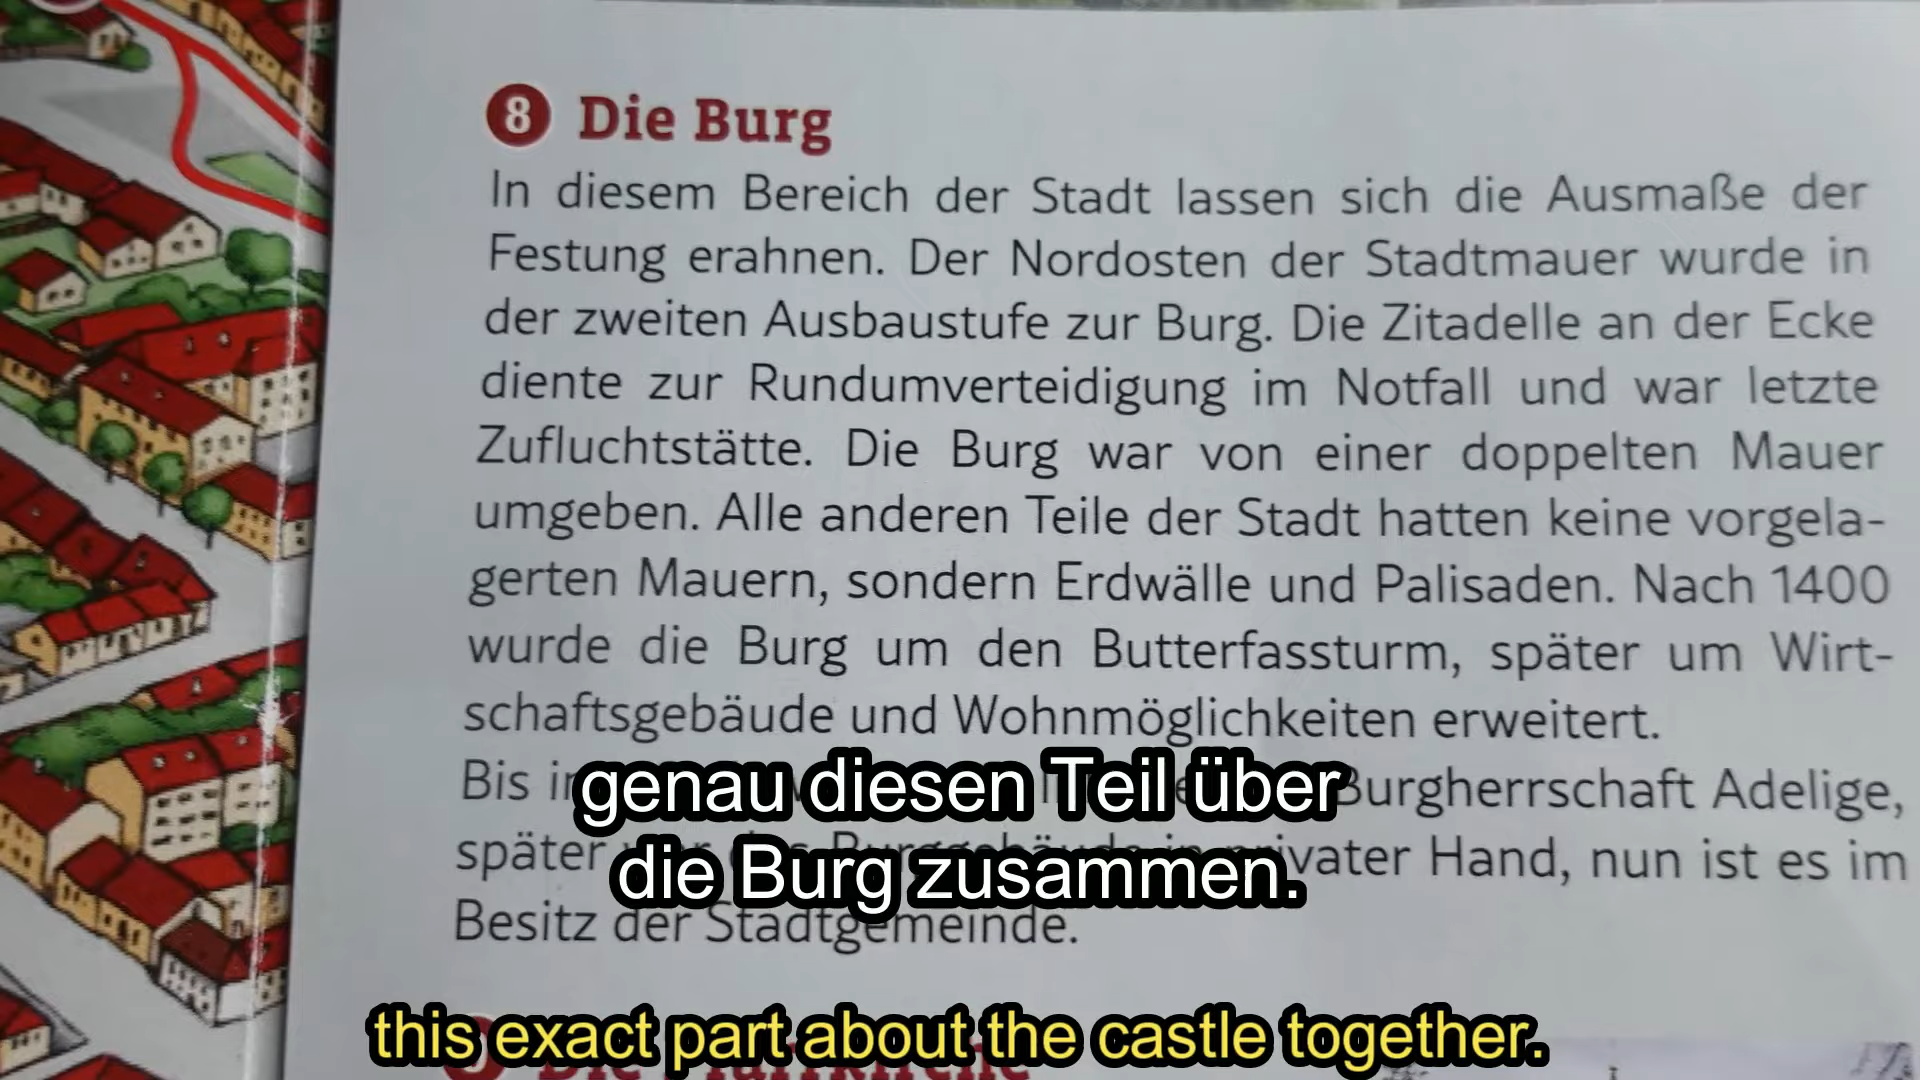 8 Die Burg
In diesem Bereich der Stadt lassen sich die Ausmaße der
Festung erahnen. Der Nordosten der Stadtmauer wurde in
der zweiten Ausbaustufe zur Burg. Die Zitadelle an der Ecke
diente zur Rundumverteidigung im Notfall und war letzte
Zufluchtstätte. Die Burg war von einer doppelten Mauer
umgeben. Alle anderen Teile der Stadt hatten keine vorgela-
gerten Mauern, sondern Erdwälle und Palisaden. Nach 1400
wurde die Burg um den Butterfassturm, später um Wirt-
schaftsgebäude und Wohnmöglichkeiten erweitert.
Bis Burgherrschaft Adelige,
später privater Hand, nun ist es im
Besitz der Stadtgemeinde.
genau diesen Teil über
die Burg zusammen.
this exact part about the castle together.